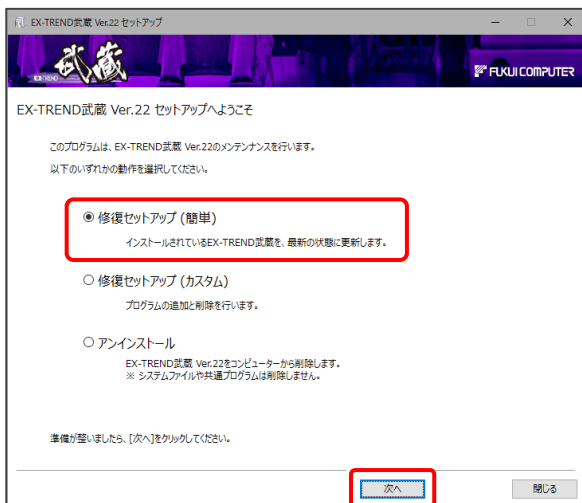 EX-TREND武蔵 Ver.22 セットアップ
武蔵
EX-TREND
FUKUI COMPUTER
EX-TREND武蔵 Ver.22 セットアップへようこそ
このプログラムは、EX-TREND武蔵 Ver.22のメンテンナンスを行います。
以下のいずれかの動作を選択してください。
修復セットアップ (簡単)
インストールされているEX-TREND武蔵を、最新の状態に更新します。
修復セットアップ (カスタム)
プログラムの追加と削除を行います。
アンインストール
EX-TREND武蔵 Ver.22をコンピューターから削除します。
※ システムファイルや共通プログラムは削除しません。
準備が整いましたら、[次へ]をクリックしてください。
次へ 閉じる